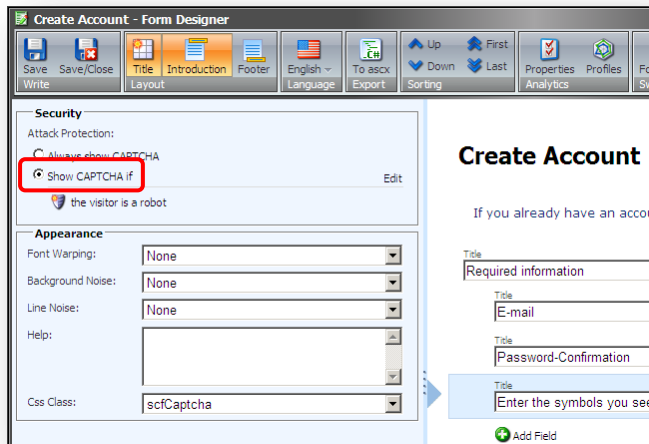 Create Account - Form Designer
Save Save/Close Title Introduction Footer English To ascx Up First
Down Last Properties Profiles
Write Layout Language Export Sorting Analytics
Security
Attack Protection:
Always show CAPTCHA
Show CAPTCHA if
Edit
the visitor is a robot
Appearance
Font Warping: None
Background Noise: None
Line Noise: None
Help:
Css Class: scfCaptcha
Create Account
If you already have an accou
Title
Required information
Title
E-mail
Title
Password-Confirmation
Title
Enter the symbols you see
Add Field